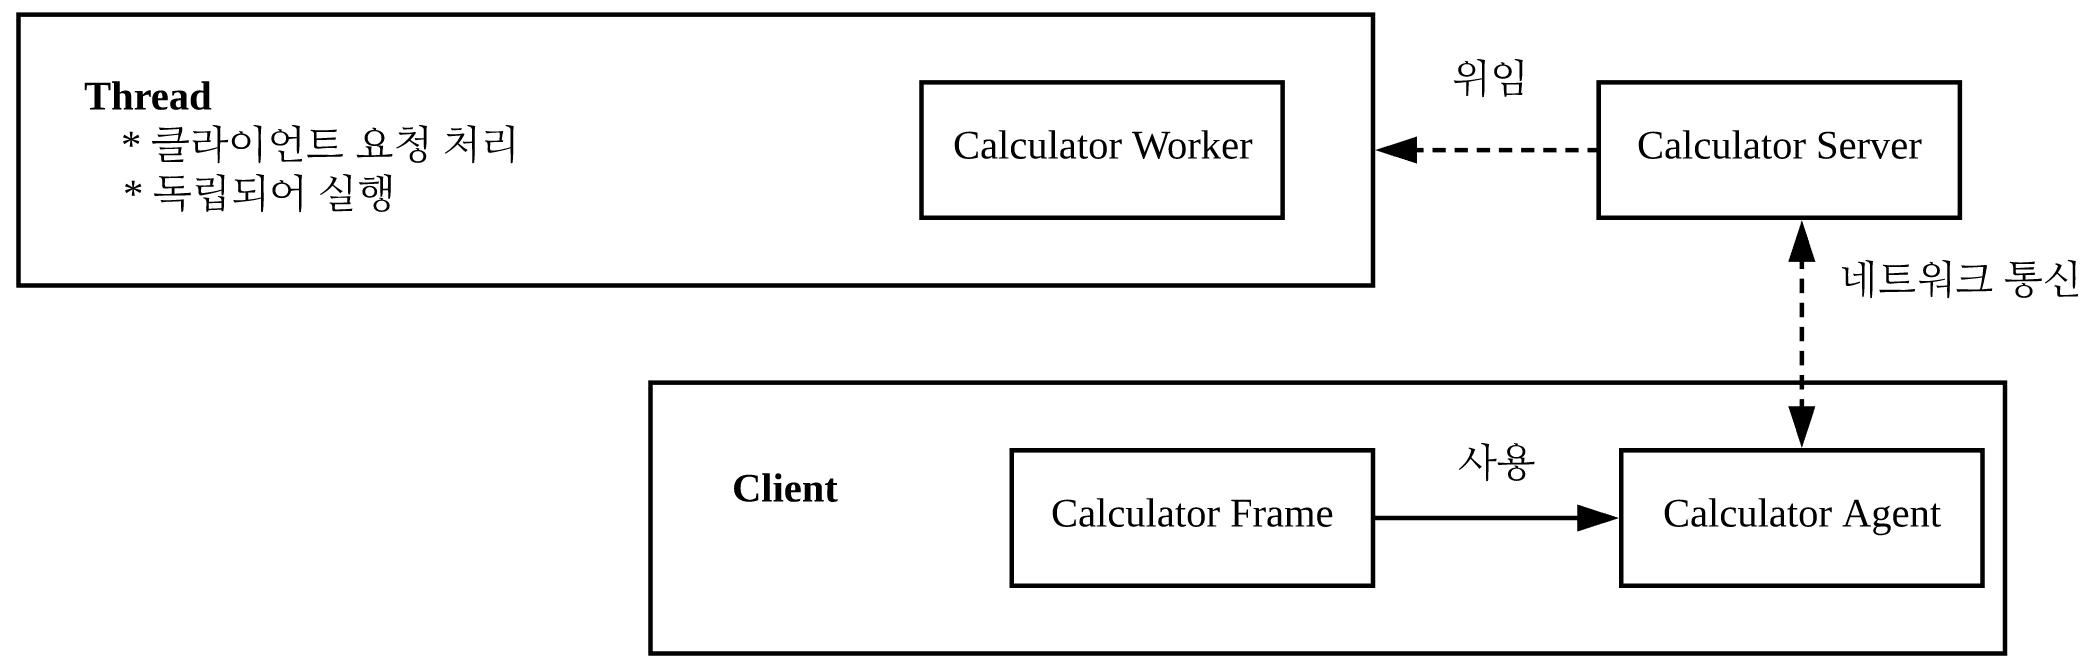 Thread
* 클라이언트 요청 처리
* 독립되어 실행
Calculator Worker
위임
Calculator Server
네트워크 통신
Client
Calculator Frame
사용
Calculator Agent